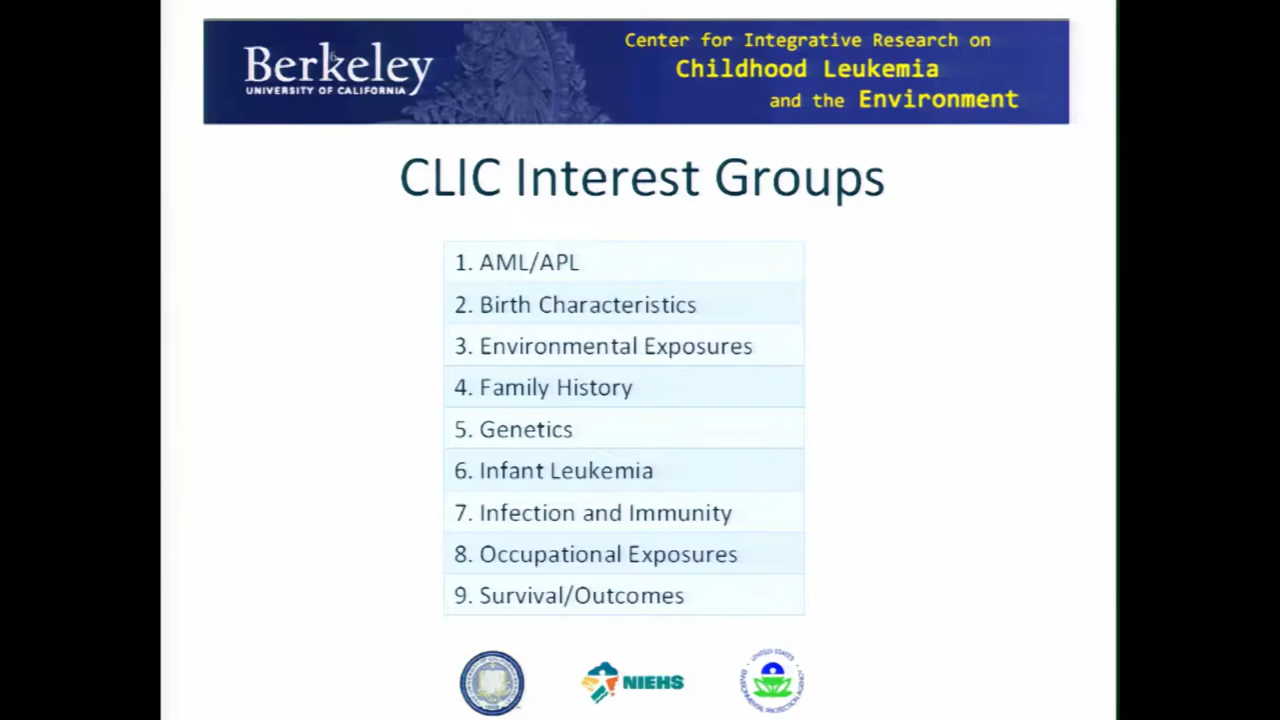 Berkeley
UNIVERSITY OF CALIFORNIA
Center for Integrative Research on
Childhood Leukemia
and the Environment
CLIC Interest Groups
1. AML/APL
2. Birth Characteristics
3. Environmental Exposures
4. Family History
5. Genetics
6. Infant Leukemia
7. Infection and Immunity
8. Occupational Exposures
9. Survival/Outcomes
NIEHS
UNITED STATES